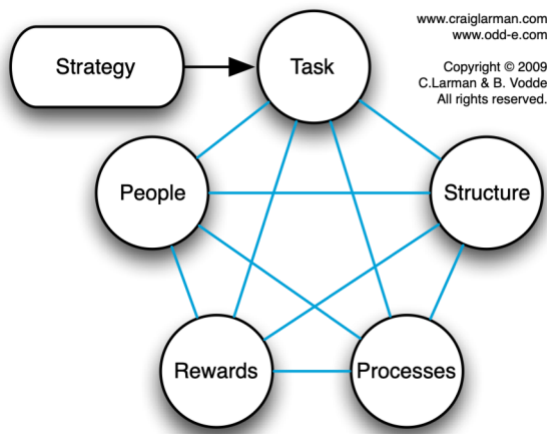 www.craiglarman.com
www.odd-e.com
Copyright © 2009
C.Larman & B. Vodde
All rights reserved.
Strategy
Task
People
Structure
Rewards
Processes